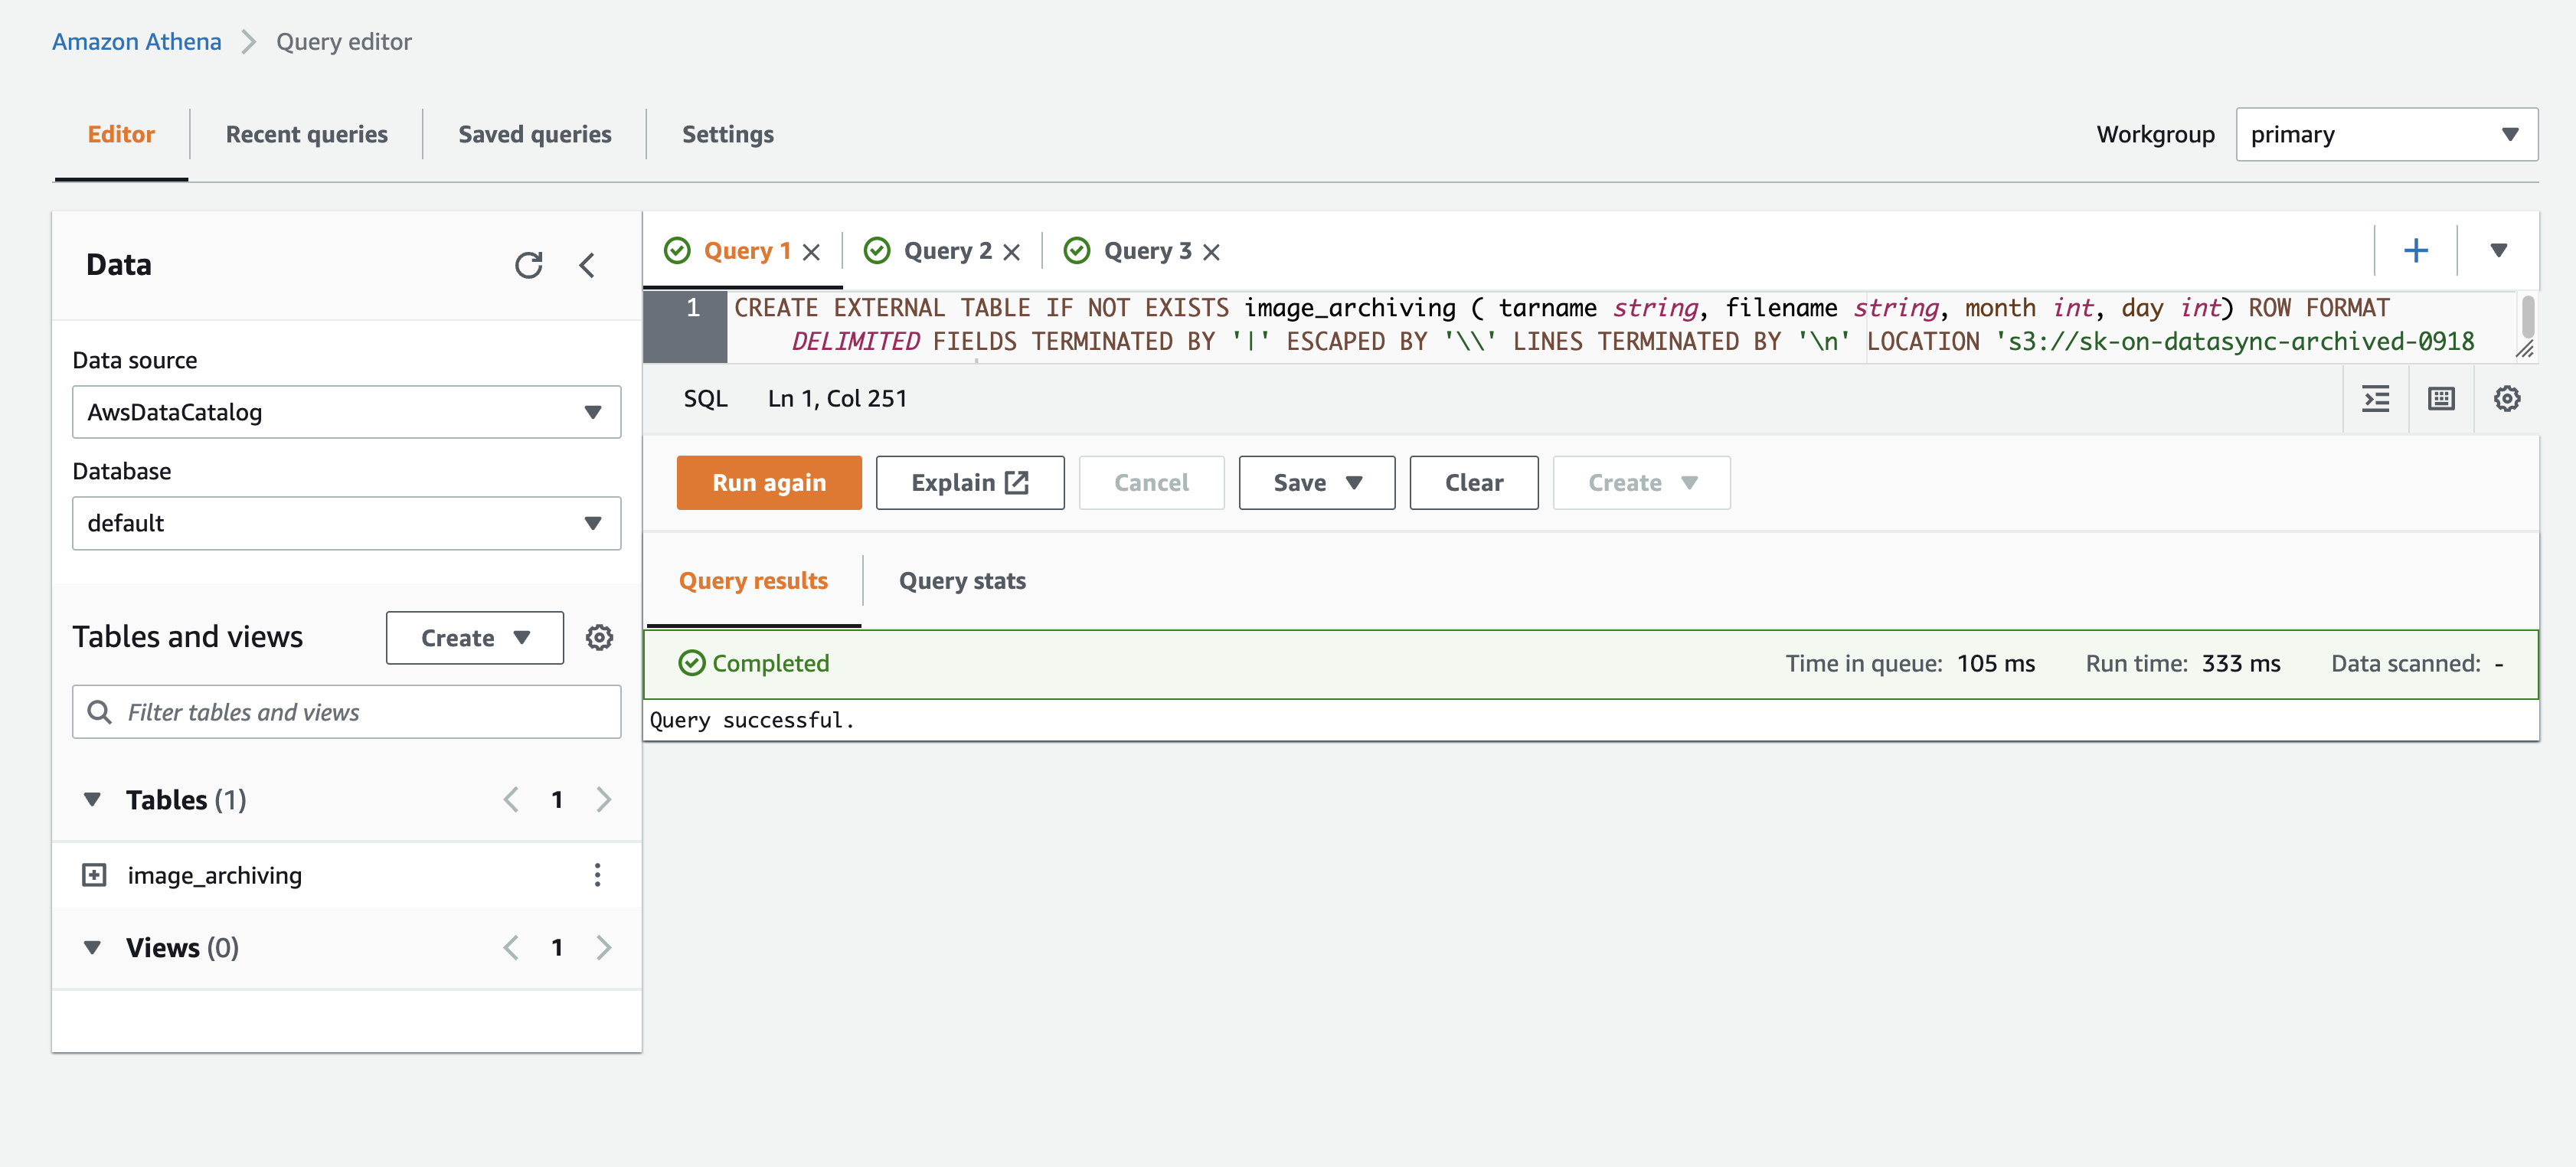 Amazon Athena > Query editor
Editor Recent queries Saved queries Settings Workgroup primary
Data
Data source
AwsDataCatalog
Database
default
Tables and views Create
Filter tables and views
Tables (1) 1
image_archiving
Views (0) 1
Query 1 Query 2 Query 3
1 CREATE EXTERNAL TABLE IF NOT EXISTS image_archiving ( tarname string, filename string, month int, day int) ROW FORMAT
DELIMITED FIELDS TERMINATED BY '|' ESCAPED BY '\\' LINES TERMINATED BY '\n' LOCATION 's3://sk-on-datasync-archived-0918
SQL Ln 1, Col 251
Run again Explain Cancel Save Clear Create
Query results Query stats
Completed Time in queue: 105 ms Run time: 333 ms Data scanned: -
Query successful.